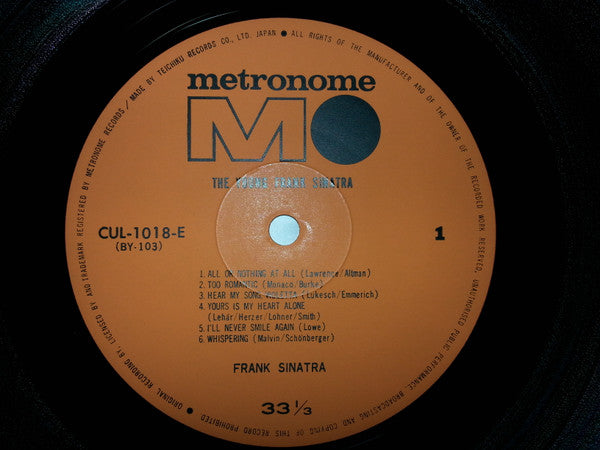 metronome
MO
THE YOUNG FRANK SINATRA
CUL-1018-E
(BY-103)
1
1. ALL OR NOTHING AT ALL (Lawrence/Altman)
2. TOO ROMANTIC (Monaco/Burke)
3. HEAR MY SONG VIOLETTA (Lukesch/Emmerich)
4. YOURS IS MY HEART ALONE
(Lehár/Herzer/Lohner/Smith)
5. I'LL NEVER SMILE AGAIN (Lowe)
6. WHISPERING (Malvin/Schönberger)
FRANK SINATRA
33 1/3
• ORIGINAL RECORDING BY, LICENSED BY AND TRADEMARK REGISTERED BY METRONOME RECORDS./ MADE BY TEICHIKU RECORDS CO., LTD. JAPAN • ALL RIGHTS OF THE MANUFACTURER AND OF THE OWNER OF THE RECORDED WORK RESERVED. UNAUTHORISED PUBLIC PERFORMANCE, BROADCASTING AND COPYING OF THIS RECORD PROHIBITED